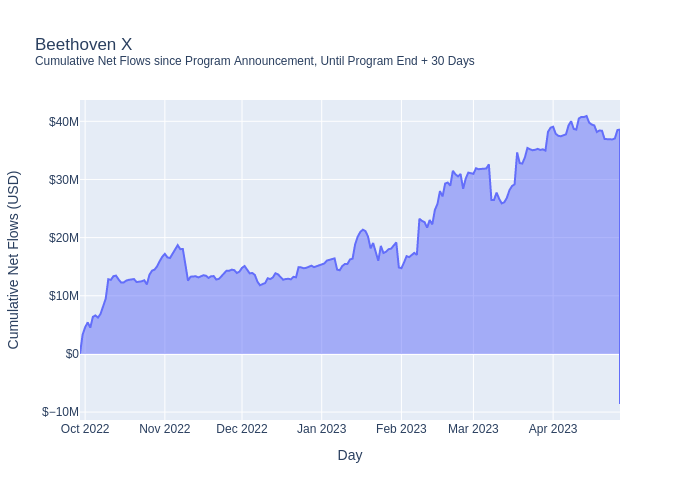 Beethoven X
Cumulative Net Flows since Program Announcement, Until Program End + 30 Days
Cumulative Net Flows (USD)
$40M
$30M
$20M
$10M
$0
$−10M
Oct 2022
Nov 2022
Dec 2022
Jan 2023
Feb 2023
Mar 2023
Apr 2023
Day